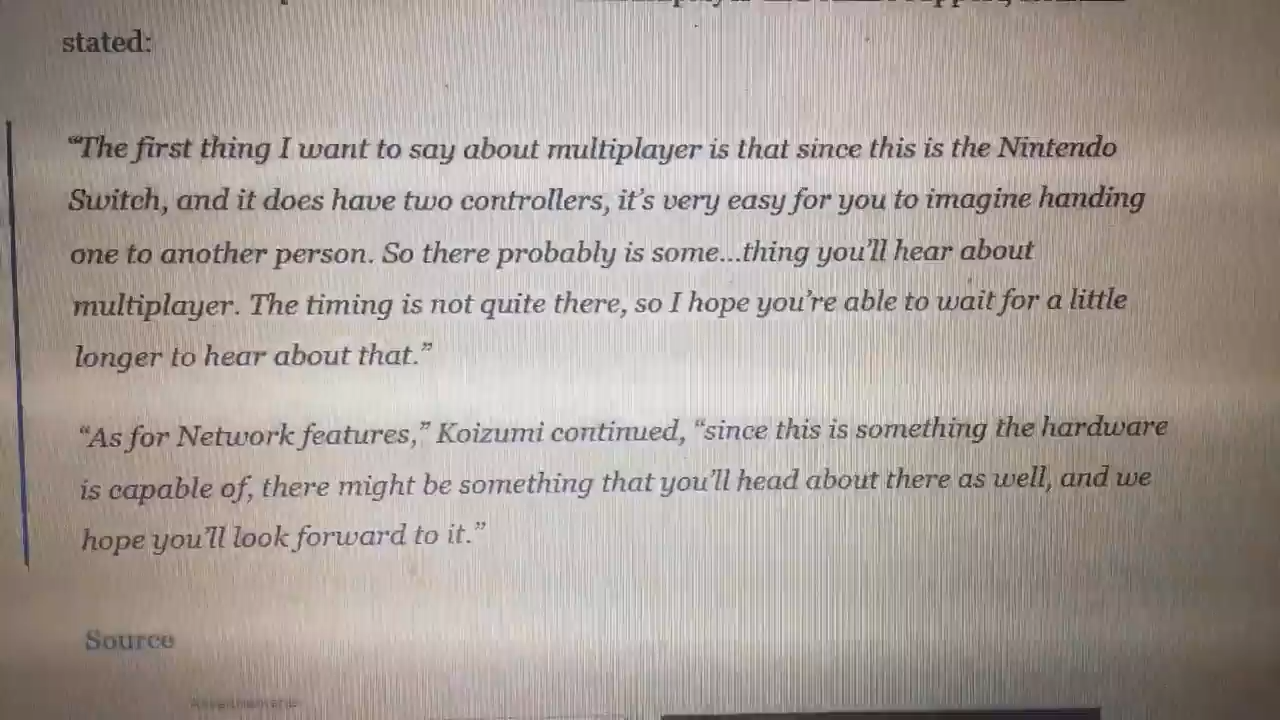 stated:
“The first thing I want to say about multiplayer is that since this is the Nintendo
Switch, and it does have two controllers, it’s very easy for you to imagine handing
one to another person. So there probably is some...thing you’ll hear about
multiplayer. The timing is not quite there, so I hope you’re able to wait for a little
longer to hear about that.”
“As for Network features,” Koizumi continued, “since this is something the hardware
is capable of, there might be something that you’ll head about there as well, and we
hope you’ll look forward to it.”
Source